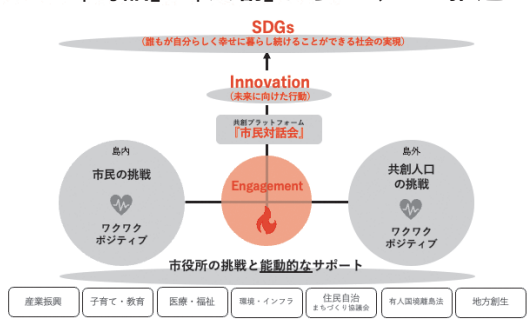 SDGs
(誰もが自分らしく幸せに暮らし続けることができる社会の実現)
Innovation
(未来に向けた行動)
共創プラットフォーム
『市民対話会』
島内
市民の挑戦
ワクワク
ポジティブ
Engagement
島外
共創人口
の挑戦
ワクワク
ポジティブ
市役所の挑戦と能動的なサポート
産業振興
子育て・教育
医療・福祉
環境・インフラ
住民自治
まちづくり協議会
有人国境離島法
地方創生